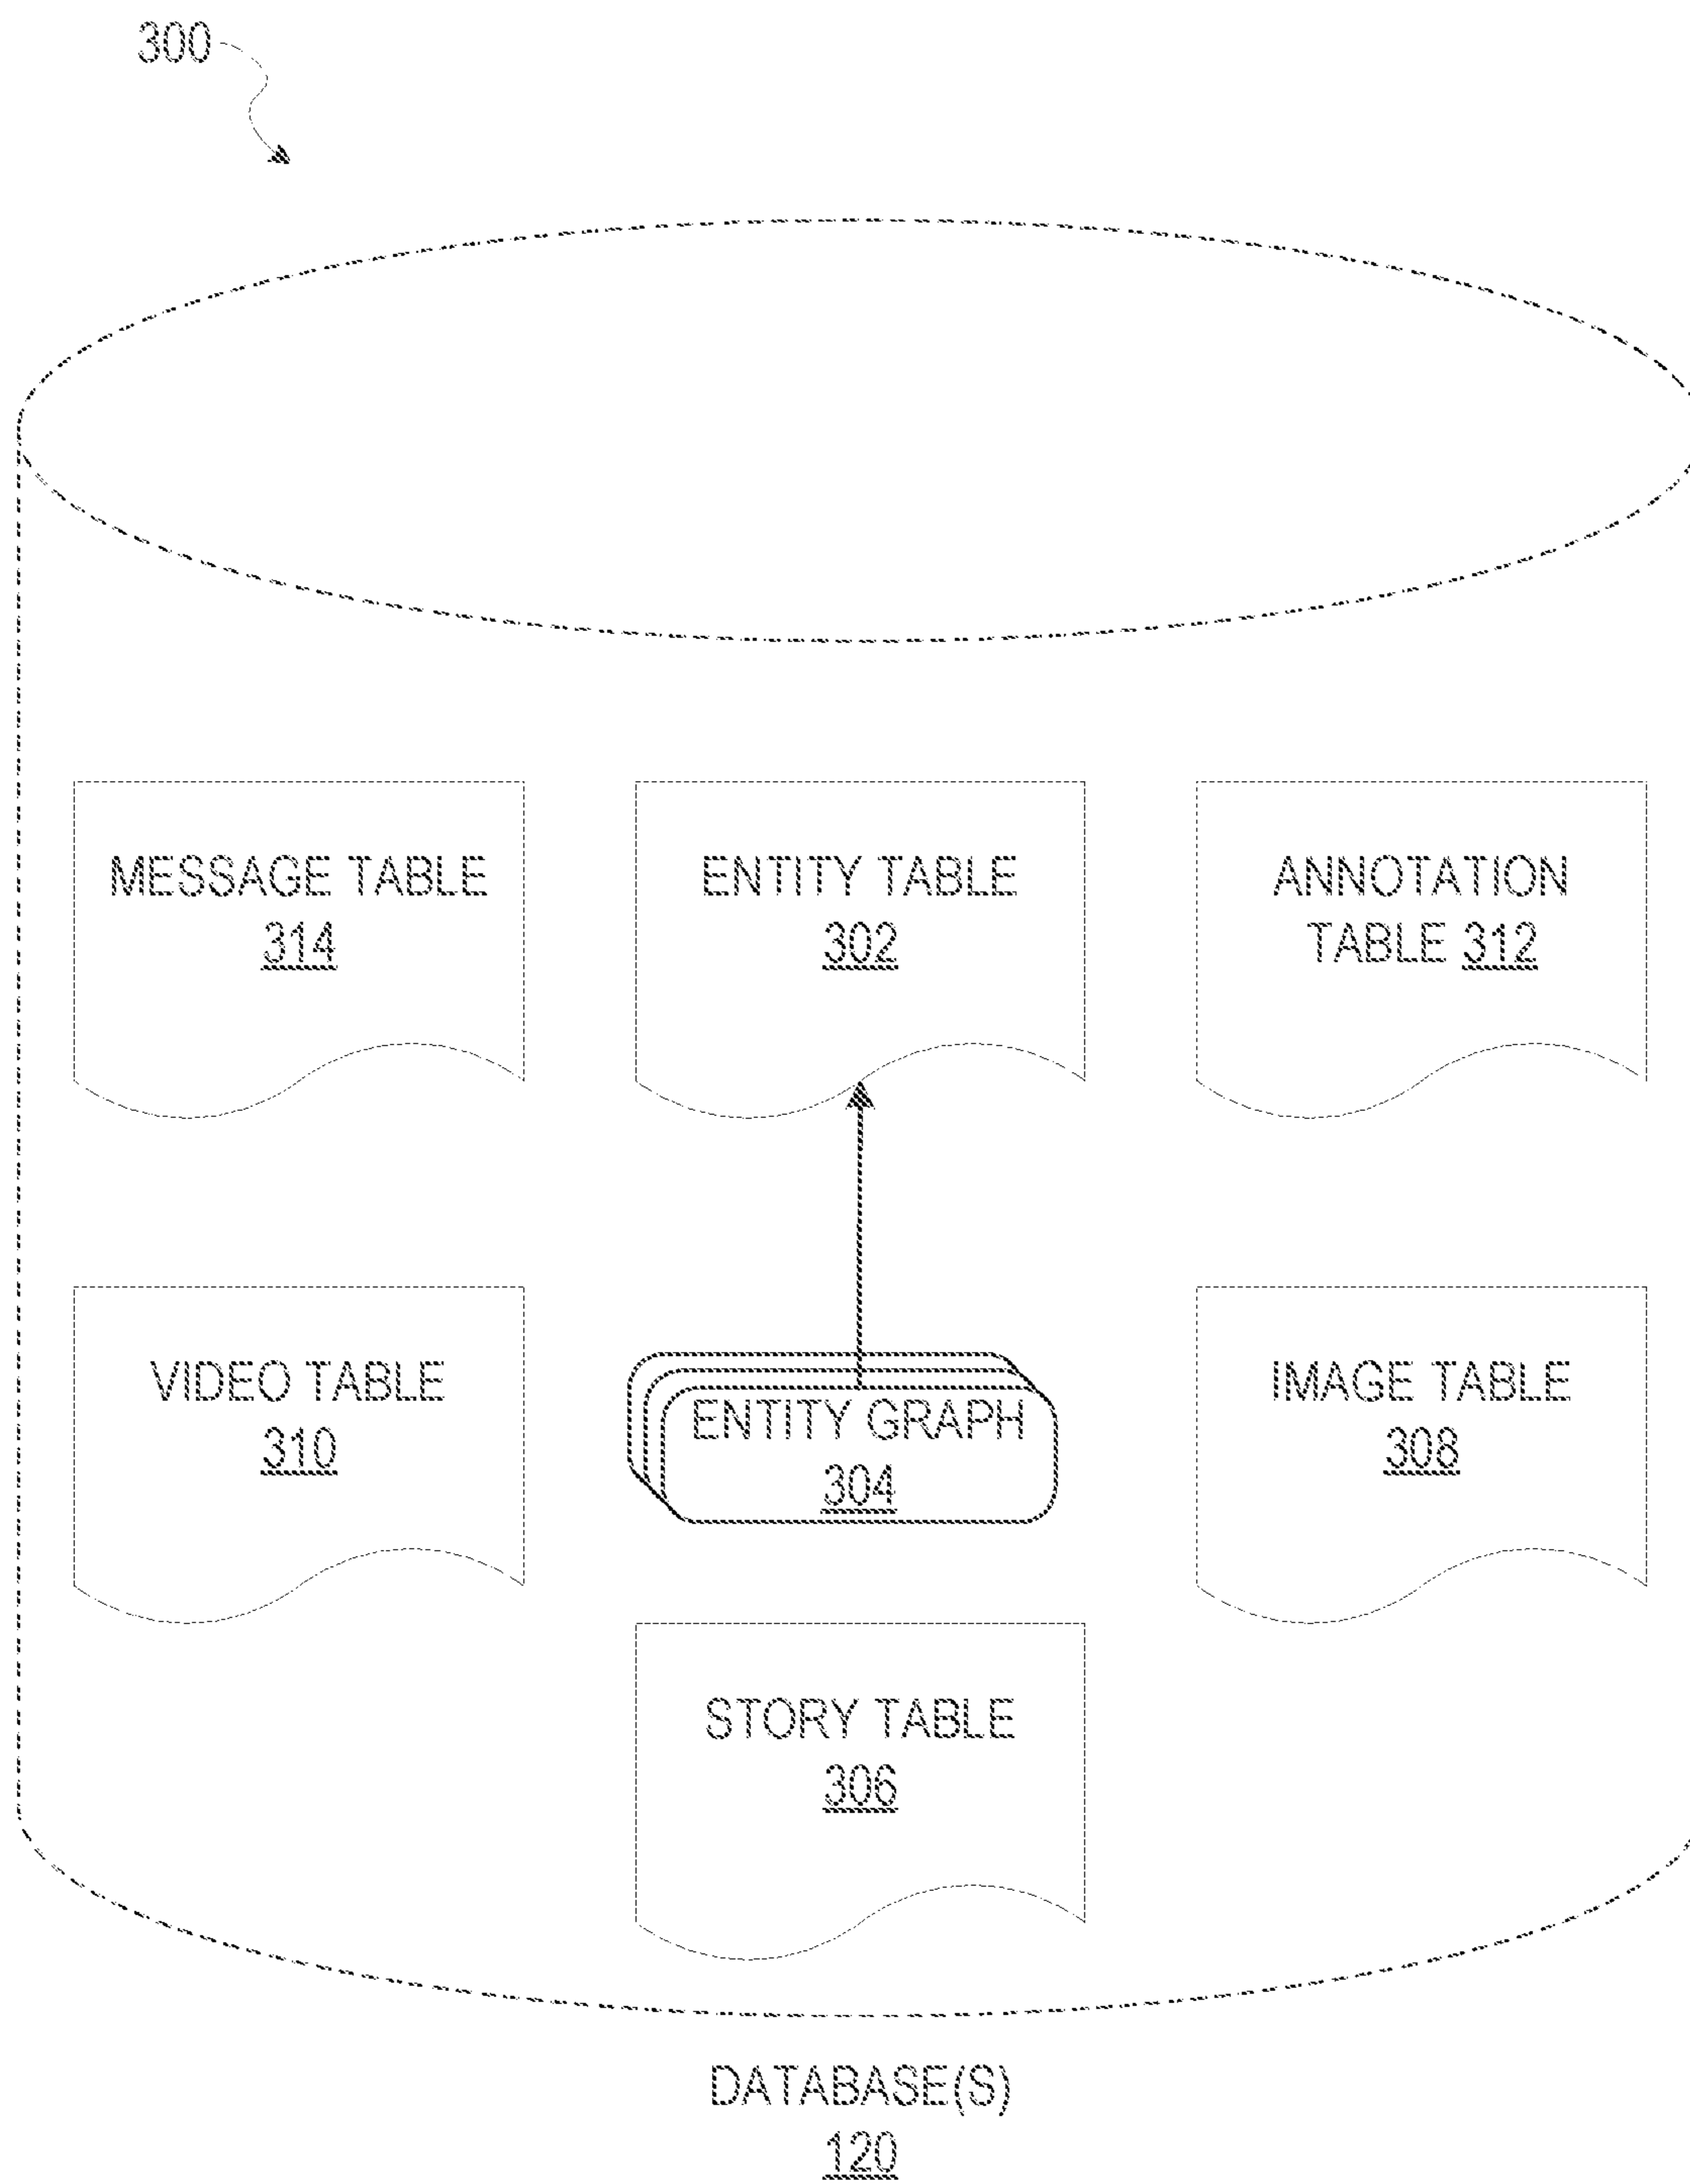 300
MESSAGE TABLE
314
ENTITY TABLE
302
ANNOTATION
TABLE 312
VIDEO TABLE
310
ENTITY GRAPH
304
IMAGE TABLE
308
STORY TABLE
306
DATABASE(S)
120